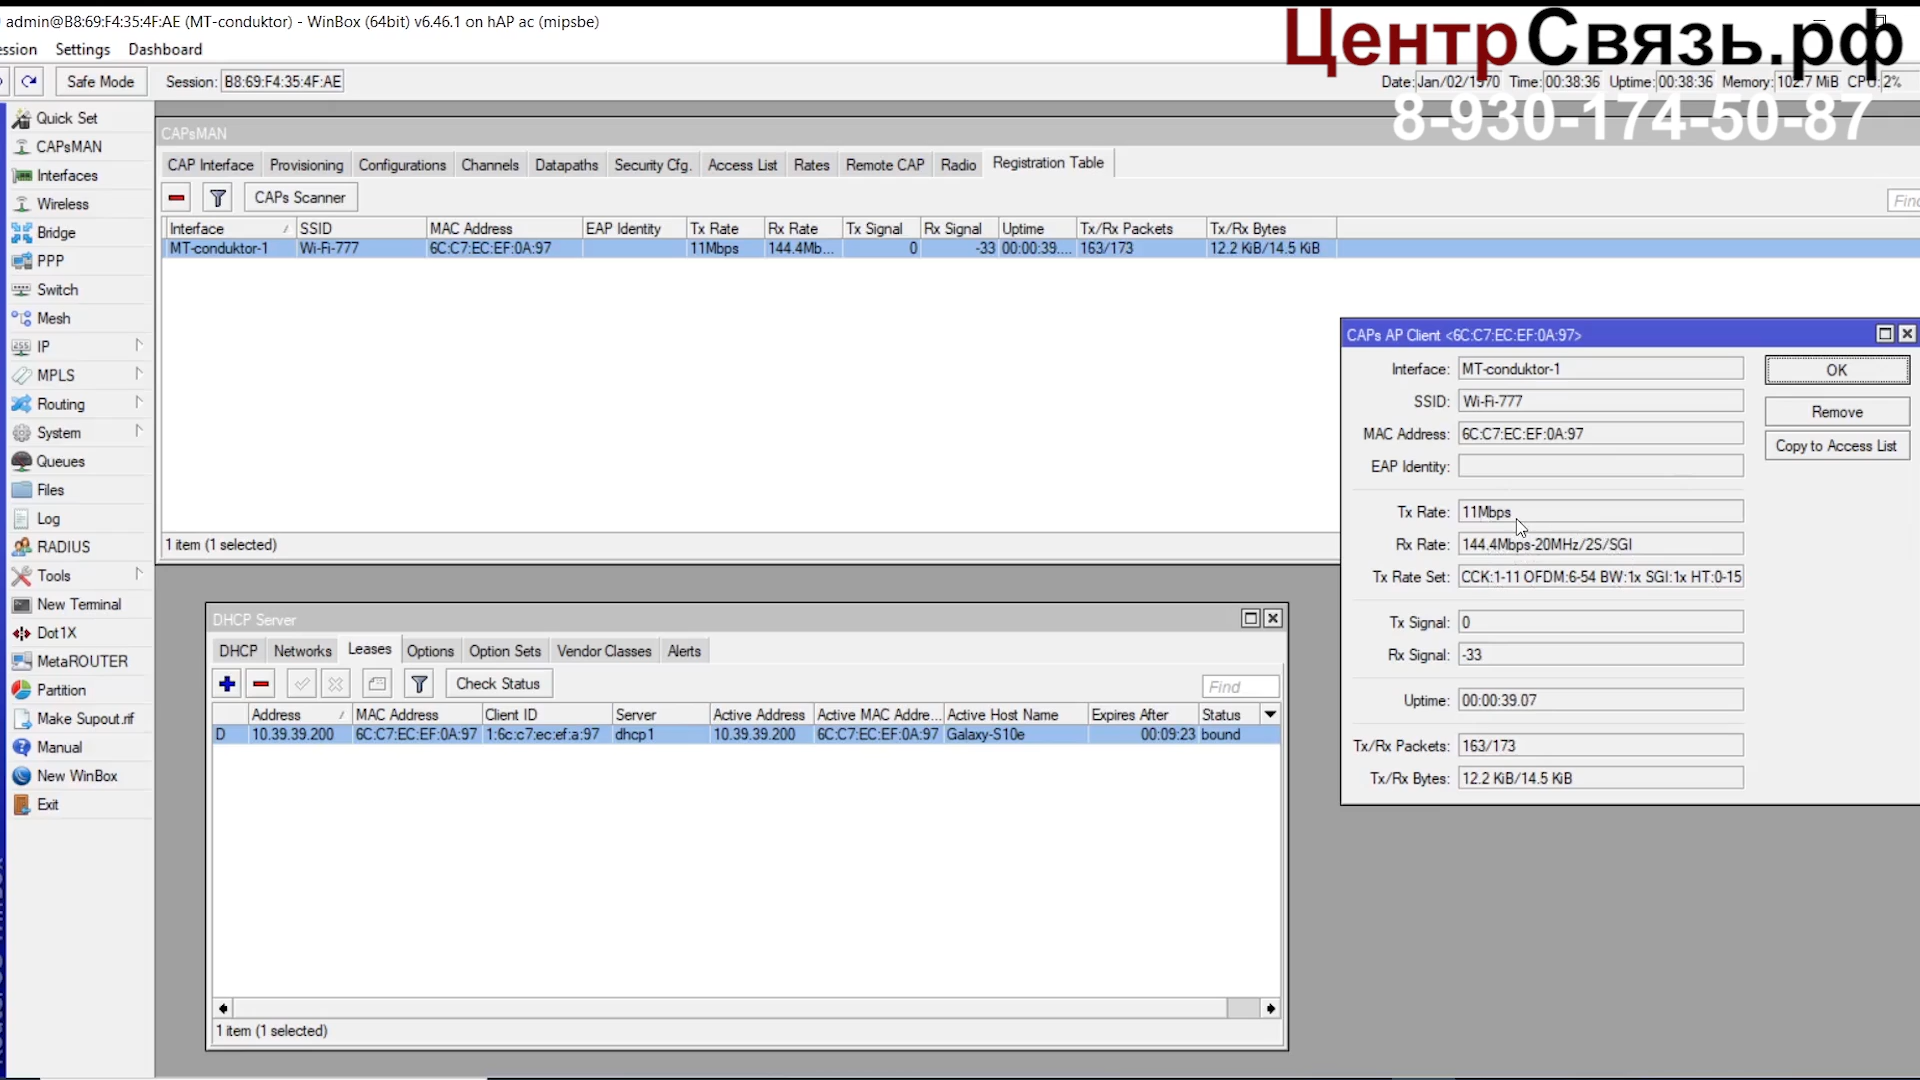 admin@B8:69:F4:35:4F:AE (MT-conduktor) - WinBox (64bit) v6.46.1 on hAP ac (mipsbe)
ЦентрСвязь.рф
ession Settings Dashboard
Safe Mode Session: B8:69:F4:35:4F:AE Date: Jan/02/1970 Time: 00:38:36 Uptime: 00:38:36 Memory: 102.7 MiB CPU: 2%
8-930-174-50-87
Quick Set
CAPsMAN
Interfaces
Wireless
Bridge
PPP
Switch
Mesh
IP
MPLS
Routing
System
Queues
Files
Log
RADIUS
Tools
New Terminal
Dot1X
MetaROUTER
Partition
Make Supout.rif
Manual
New WinBox
Exit
CAPsMAN
CAP Interface Provisioning Configurations Channels Datapaths Security Cfg. Access List Rates Remote CAP Radio Registration Table
CAPs Scanner Find
Interface SSID MAC Address EAP Identity Tx Rate Rx Rate Tx Signal Rx Signal Uptime Tx/Rx Packets Tx/Rx Bytes
MT-conduktor-1 Wi-Fi-777 6C:C7:EC:EF:0A:97 11Mbps 144.4Mb... 0 -33 00:00:39.... 163/173 12.2 KiB/14.5 KiB
1 item (1 selected)
CAPs AP Client <6C:C7:EC:EF:0A:97>
Interface: MT-conduktor-1
SSID: Wi-Fi-777
MAC Address: 6C:C7:EC:EF:0A:97
EAP Identity:
Tx Rate: 11Mbps
Rx Rate: 144.4Mbps-20MHz/2S/SGI
Tx Rate Set: CCK:1-11 OFDM:6-54 BW:1x SGI:1x HT:0-15
Tx Signal: 0
Rx Signal: -33
Uptime: 00:00:39.07
Tx/Rx Packets: 163/173
Tx/Rx Bytes: 12.2 KiB/14.5 KiB
OK
Remove
Copy to Access List
DHCP Server
DHCP Networks Leases Options Option Sets Vendor Classes Alerts
Check Status Find
Address MAC Address Client ID Server Active Address Active MAC Addre... Active Host Name Expires After Status
D 10.39.39.200 6C:C7:EC:EF:0A:97 1:6c:c7:ec:ef:a:97 dhcp1 10.39.39.200 6C:C7:EC:EF:0A:97 Galaxy-S10e 00:09:23 bound
1 item (1 selected)